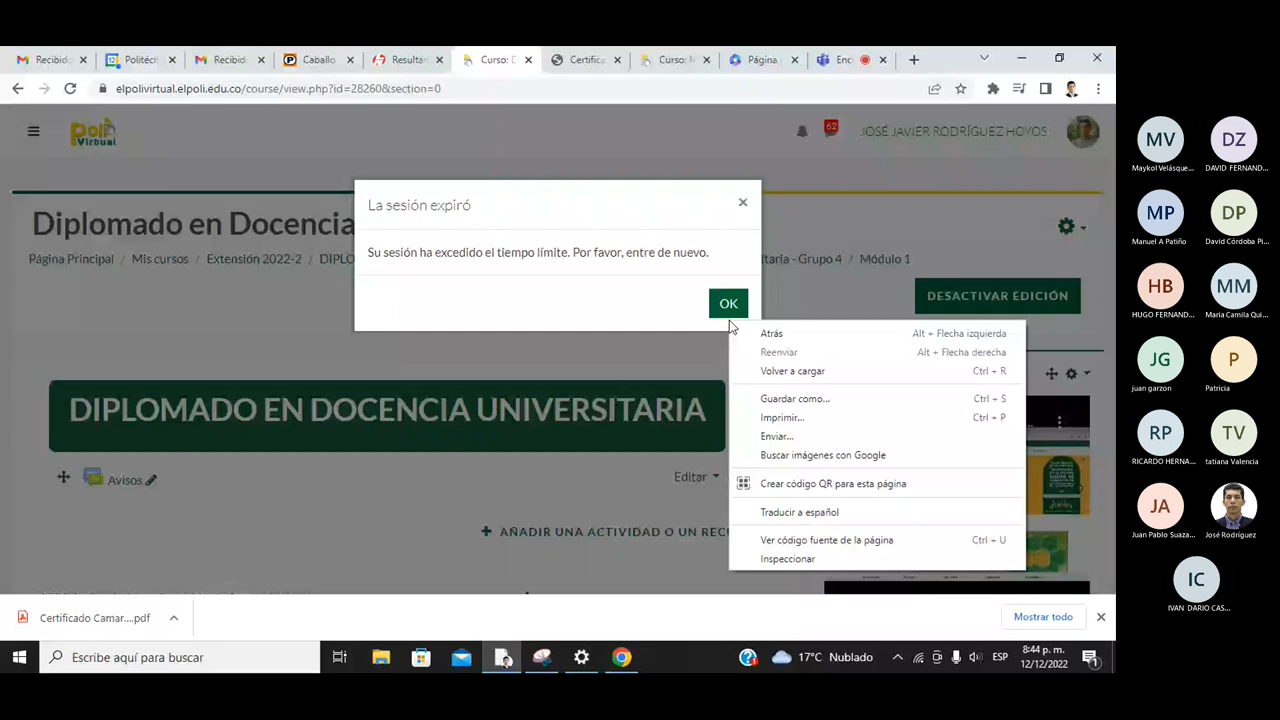 Recibido
Politécn
Recibid
Caballo
Resultac
Curso: D
Certifica
Curso: M
Página
Enc
elpolivirtual.elpoli.edu.co/course/view.php?id=28260&section=0
Poli
Virtual
62
JOSÉ JAVIER RODRÍGUEZ HOYOS
La sesión expiró
Su sesión ha excedido el tiempo límite. Por favor, entre de nuevo.
OK
Diplomado en Docencia
Página Principal / Mis cursos / Extensión 2022-2 / DIPLO
itaria - Grupo 4 / Módulo 1
DESACTIVAR EDICIÓN
DIPLOMADO EN DOCENCIA UNIVERSITARIA
Avisos
Editar
AÑADIR UNA ACTIVIDAD O UN REC
Atrás Alt + Flecha izquierda
Reenviar Alt + Flecha derecha
Volver a cargar Ctrl + R
Guardar como... Ctrl + S
Imprimir... Ctrl + P
Enviar...
Buscar imágenes con Google
Crear código QR para esta página
Traducir a español
Ver código fuente de la página Ctrl + U
Inspeccionar
Certificado Camar....pdf
Mostrar todo
Escribe aquí para buscar
17°C Nublado
ESP
8:44 p. m.
12/12/2022
1
MV
Maykol Velásque...
DZ
DAVID FERNAND...
MP
Manuel A Patiño
DP
David Córdoba Pi...
HB
HUGO FERNAND...
MM
Maria Camila Qui...
JG
juan garzon
P
Patricia
RP
RICARDO HERNA...
TV
tatiana Valencia
JA
Juan Pablo Suaza...
José Rodríguez
IC
IVAN DARIO CAS...